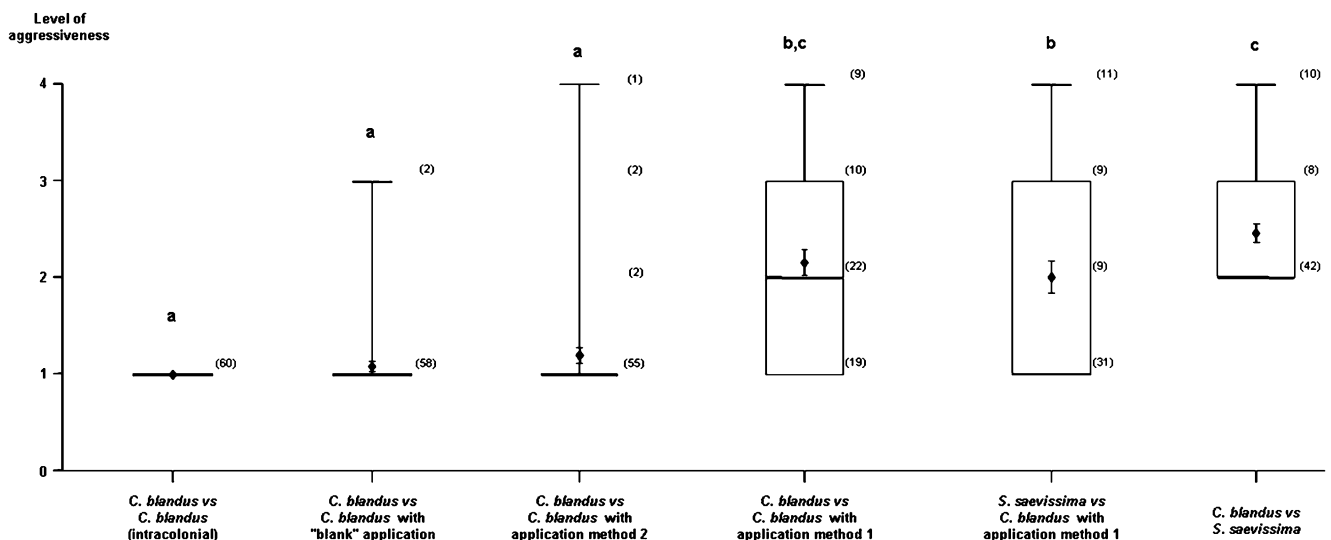 Level of
aggressiveness
a
b,c
b
c
4
(1)
(9)
(11)
(10)
a
3
(2)
(2)
(10)
(9)
(8)
2
(2)
(22)
(9)
(42)
a
1
(60)
(58)
(55)
(19)
(31)
0
C. blandus vs
C. blandus
(intracolonial)
C. blandus vs
C. blandus with
"blank" application
C. blandus vs
C. blandus with
application method 2
C. blandus vs
C. blandus with
application method 1
S. saevissima vs
C. blandus with
application method 1
C. blandus vs
S. saevissima